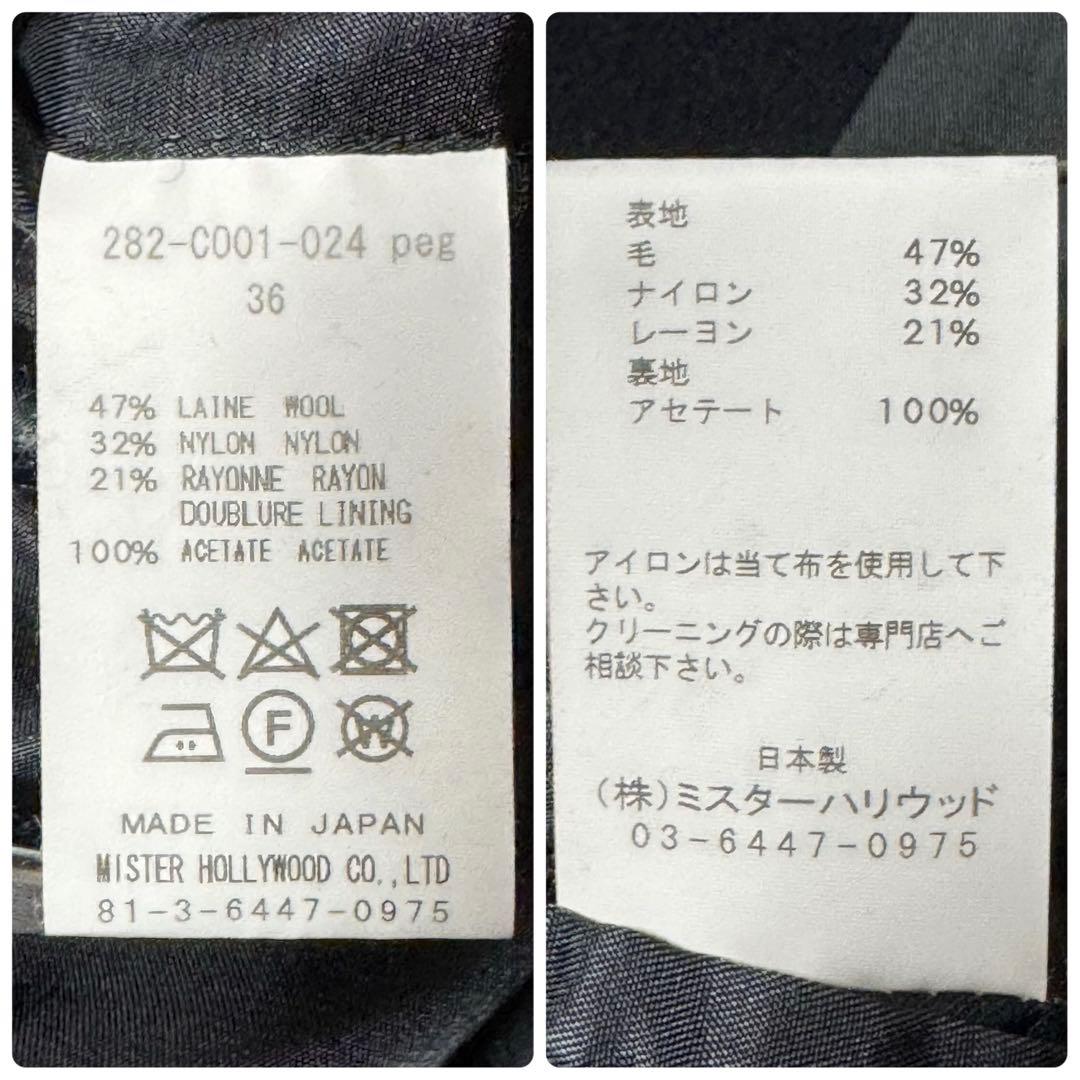 282-C001-024 peg
36
47% LAINE WOOL
32% NYLON NYLON
21% RAYONNE RAYON
DOUBLURE LINING
100% ACETATE ACETATE
F
W
MADE IN JAPAN
MISTER HOLLYWOOD CO.,LTD
81-3-6447-0975
表地
毛 47%
ナイロン 32%
レーヨン 21%
裏地
アセテート 100%
アイロンは当て布を使用して下
さい。
クリーニングの際は専門店へご
相談下さい。
日本製
(株)ミスターハリウッド
03-6447-0975